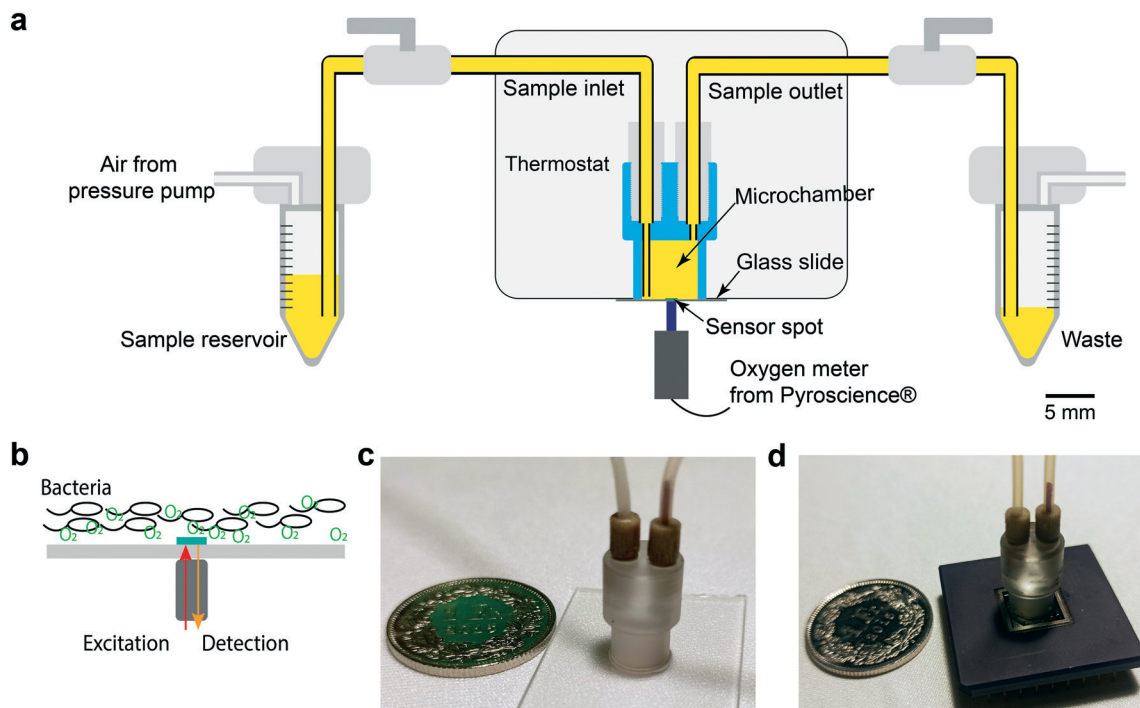 a
Sample inlet
Sample outlet
Air from
pressure pump
Thermostat
Microchamber
Glass slide
Sensor spot
Sample reservoir
Waste
Oxygen meter
from Pyroscience®
5 mm
b
Bacteria
O₂ O₂ O₂ O₂
O₂ O₂ O₂ O₂ O₂ O₂ O₂ O₂
Excitation
Detection
c
d